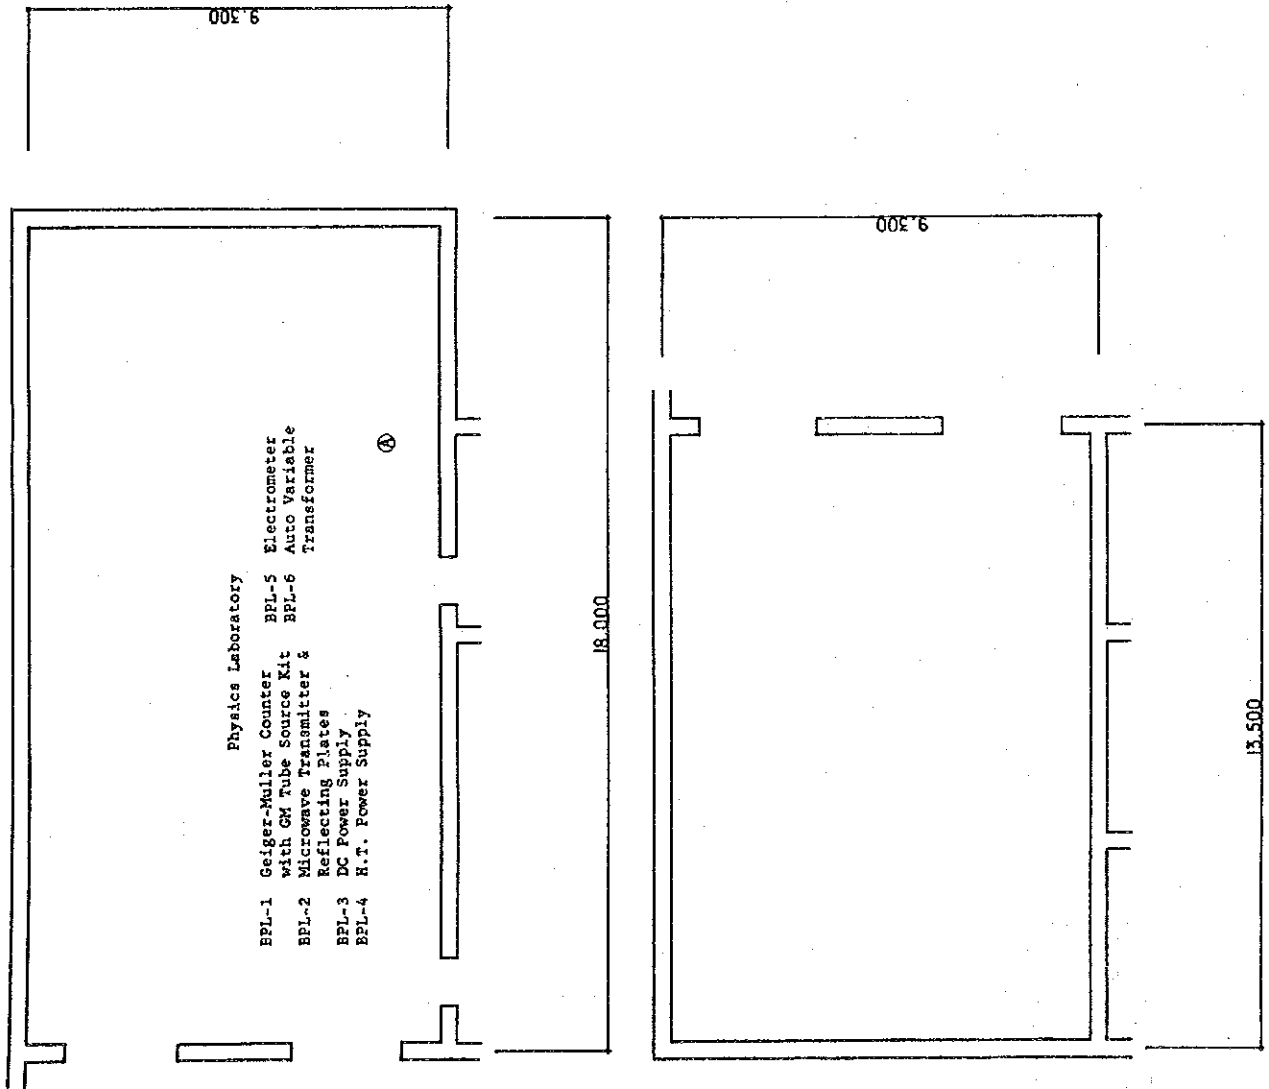 Physics Laboratory
BPL-1 Geiger-Muller Counter
with GM Tube Source Kit
BPL-2 Microwave Transmitter &
Reflecting Plates
BPL-3 DC Power Supply
BPL-4 H.T. Power Supply
BPL-5 Electrometer
BPL-6 Auto Variable
Transformer
A
9.300
18.000
9.300
13.500